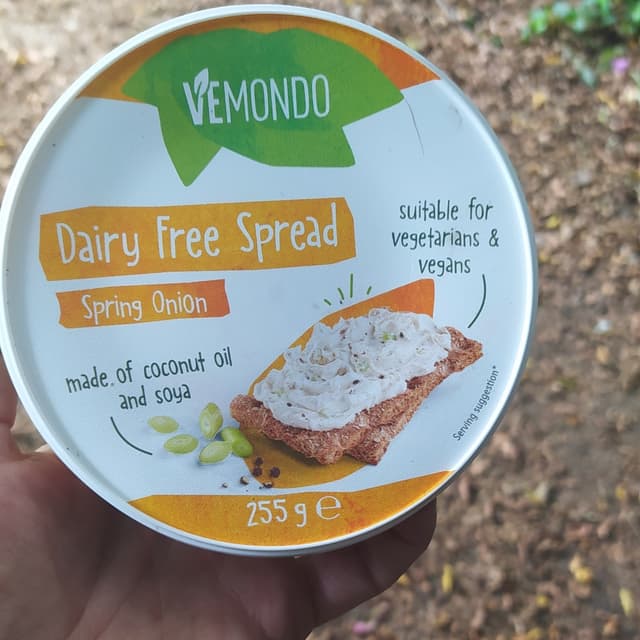 VEMONDO
Dairy Free Spread
Spring Onion
suitable for
vegetarians &
vegans
made of coconut oil
and soya
Serving suggestion*
255 g e